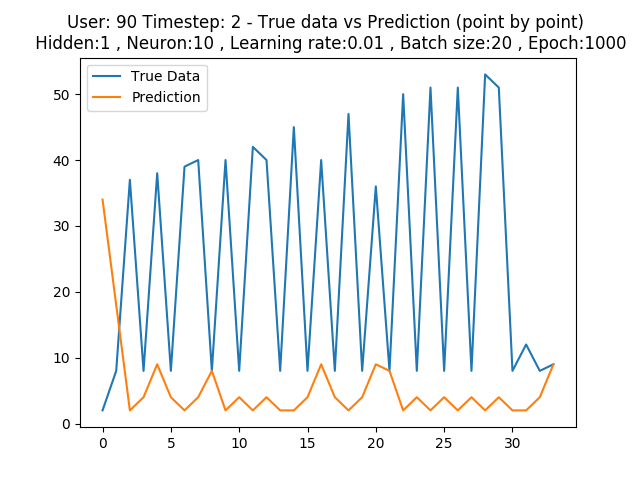 User: 90 Timestep: 2 - True data vs Prediction (point by point)
Hidden:1 , Neuron:10 , Learning rate:0.01 , Batch size:20 , Epoch:1000
True Data
Prediction
50
40
30
20
10
0
0 5 10 15 20 25 30